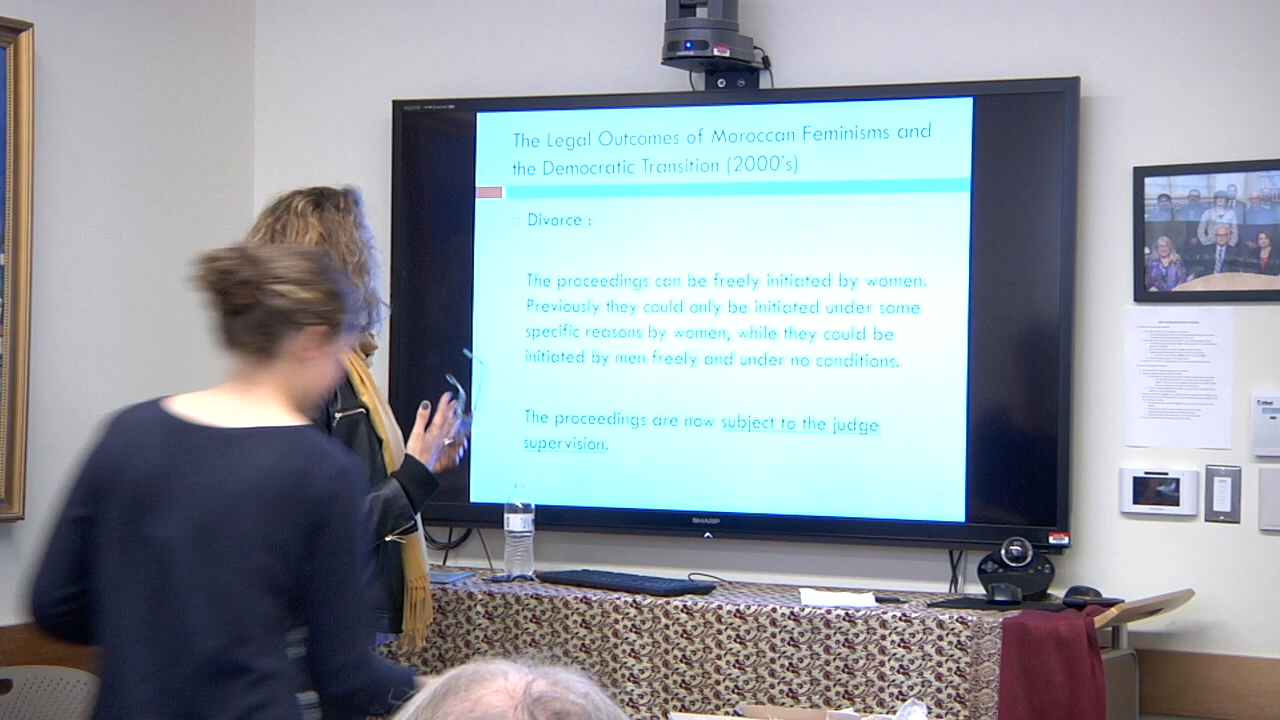 The Legal Outcomes of Moroccan Feminisms and
the Democratic Transition (2000's)
Divorce :
The proceedings can be freely initiated by women.
Previously they could only be initiated under some
specific reasons by women, while they could be
initiated by men freely and under no conditions.
The proceedings are now subject to the judge
supervision.
SHARP